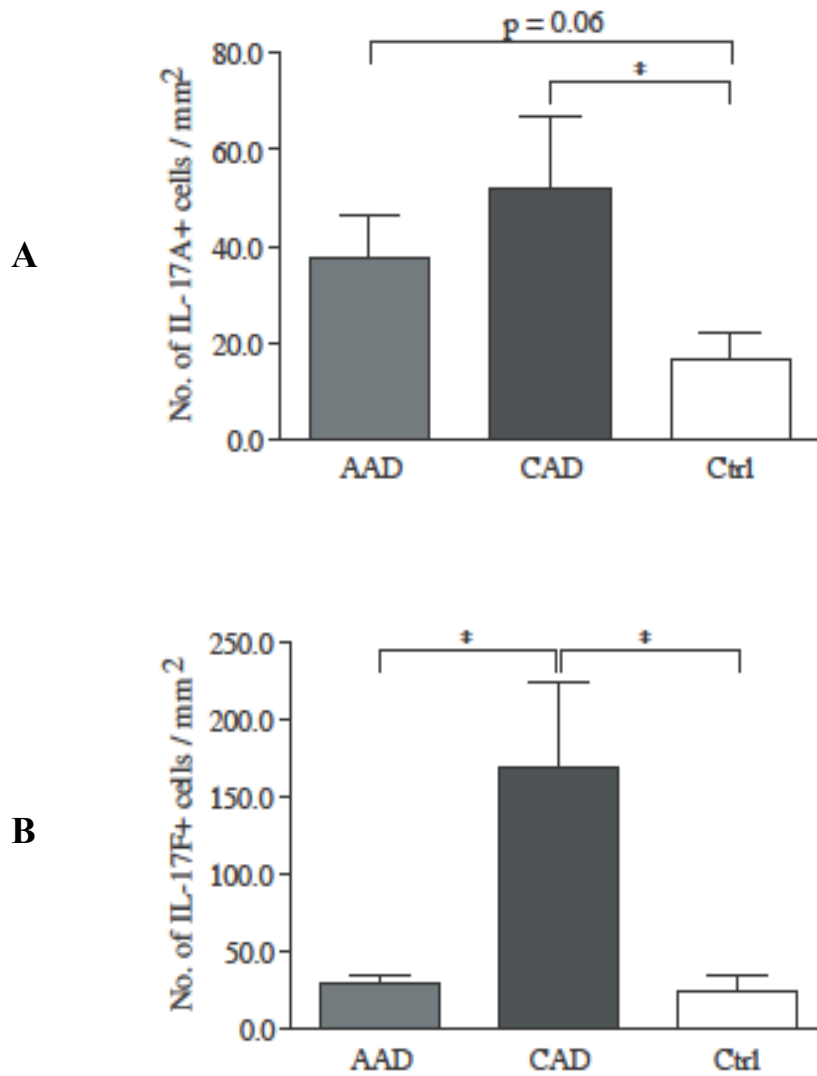 p = 0.06
*
80.0
60.0
40.0
20.0
0.0
No. of IL-17A+ cells / mm2
A
AAD CAD Ctrl
* *
250.0
200.0
150.0
100.0
50.0
0.0
No. of IL-17F+ cells / mm2
B
AAD CAD Ctrl